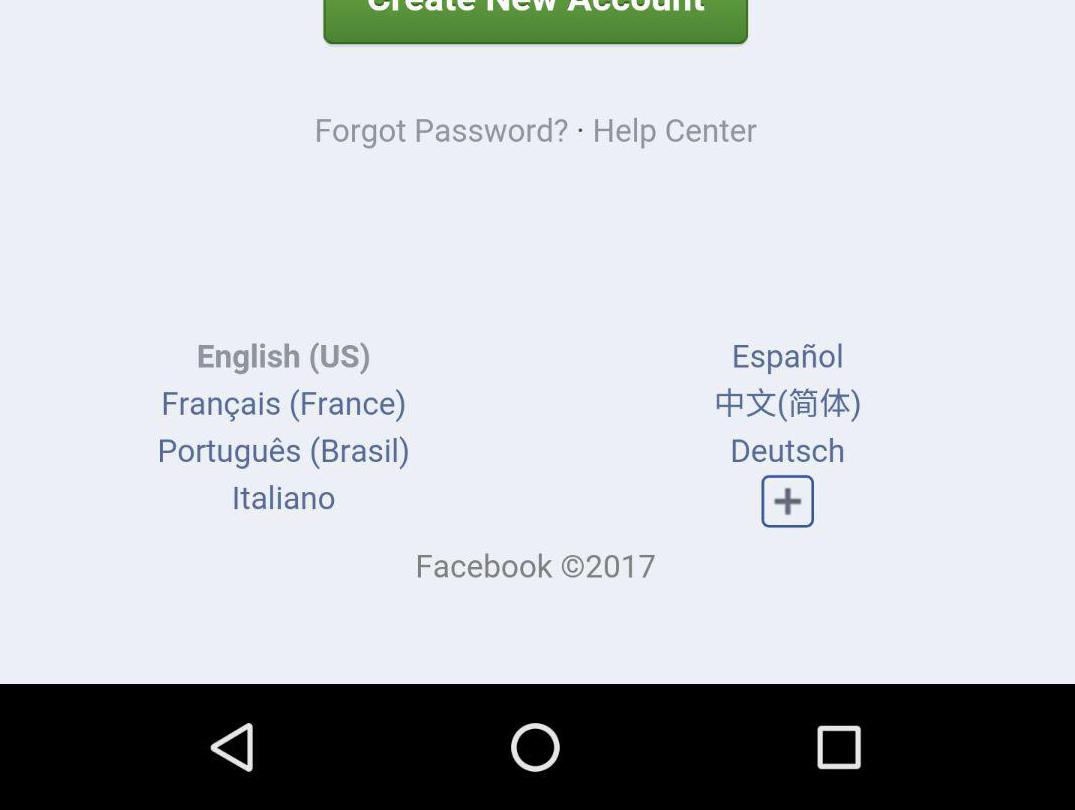 Create New Account
Forgot Password? · Help Center
English (US)
Español
Français (France)
中文(简体)
Português (Brasil)
Deutsch
Italiano
+
Facebook ©2017